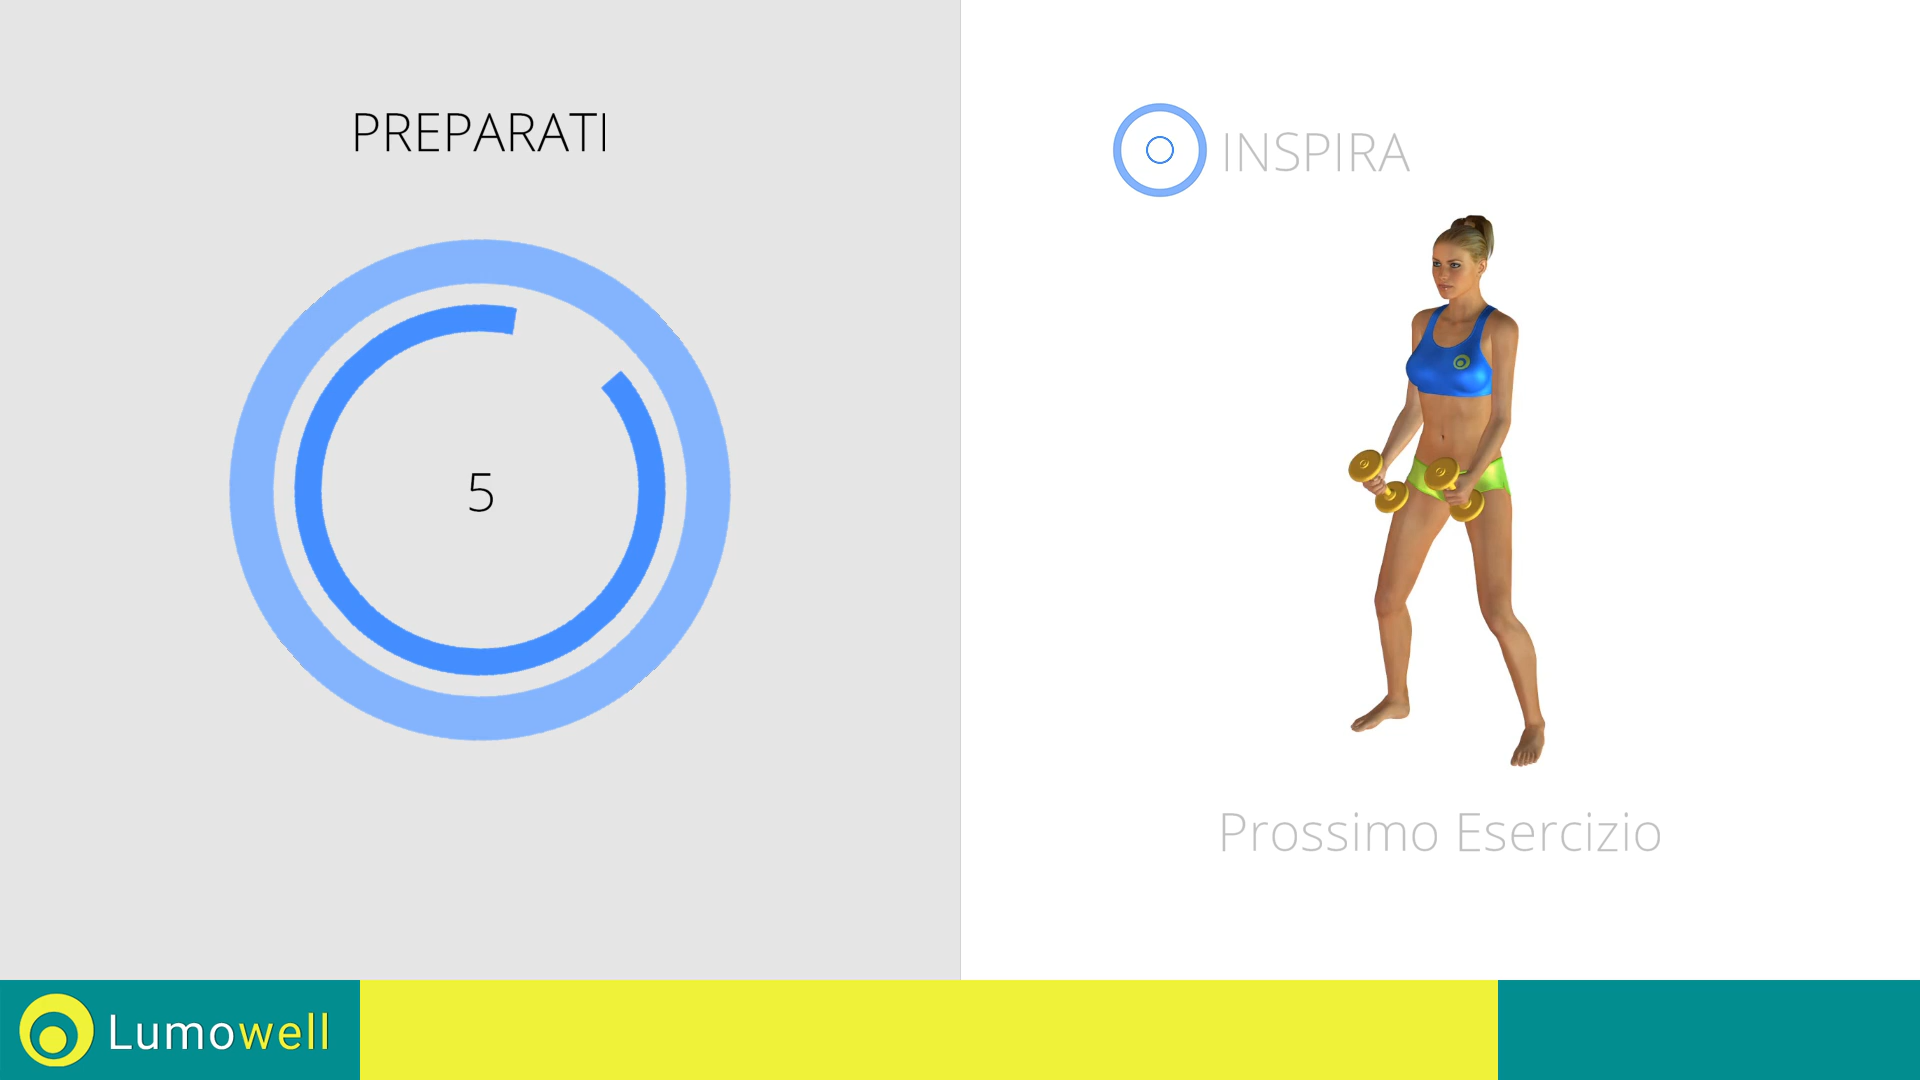 PREPARATI
5
INSPIRA
Prossimo Esercizio
Lumowell